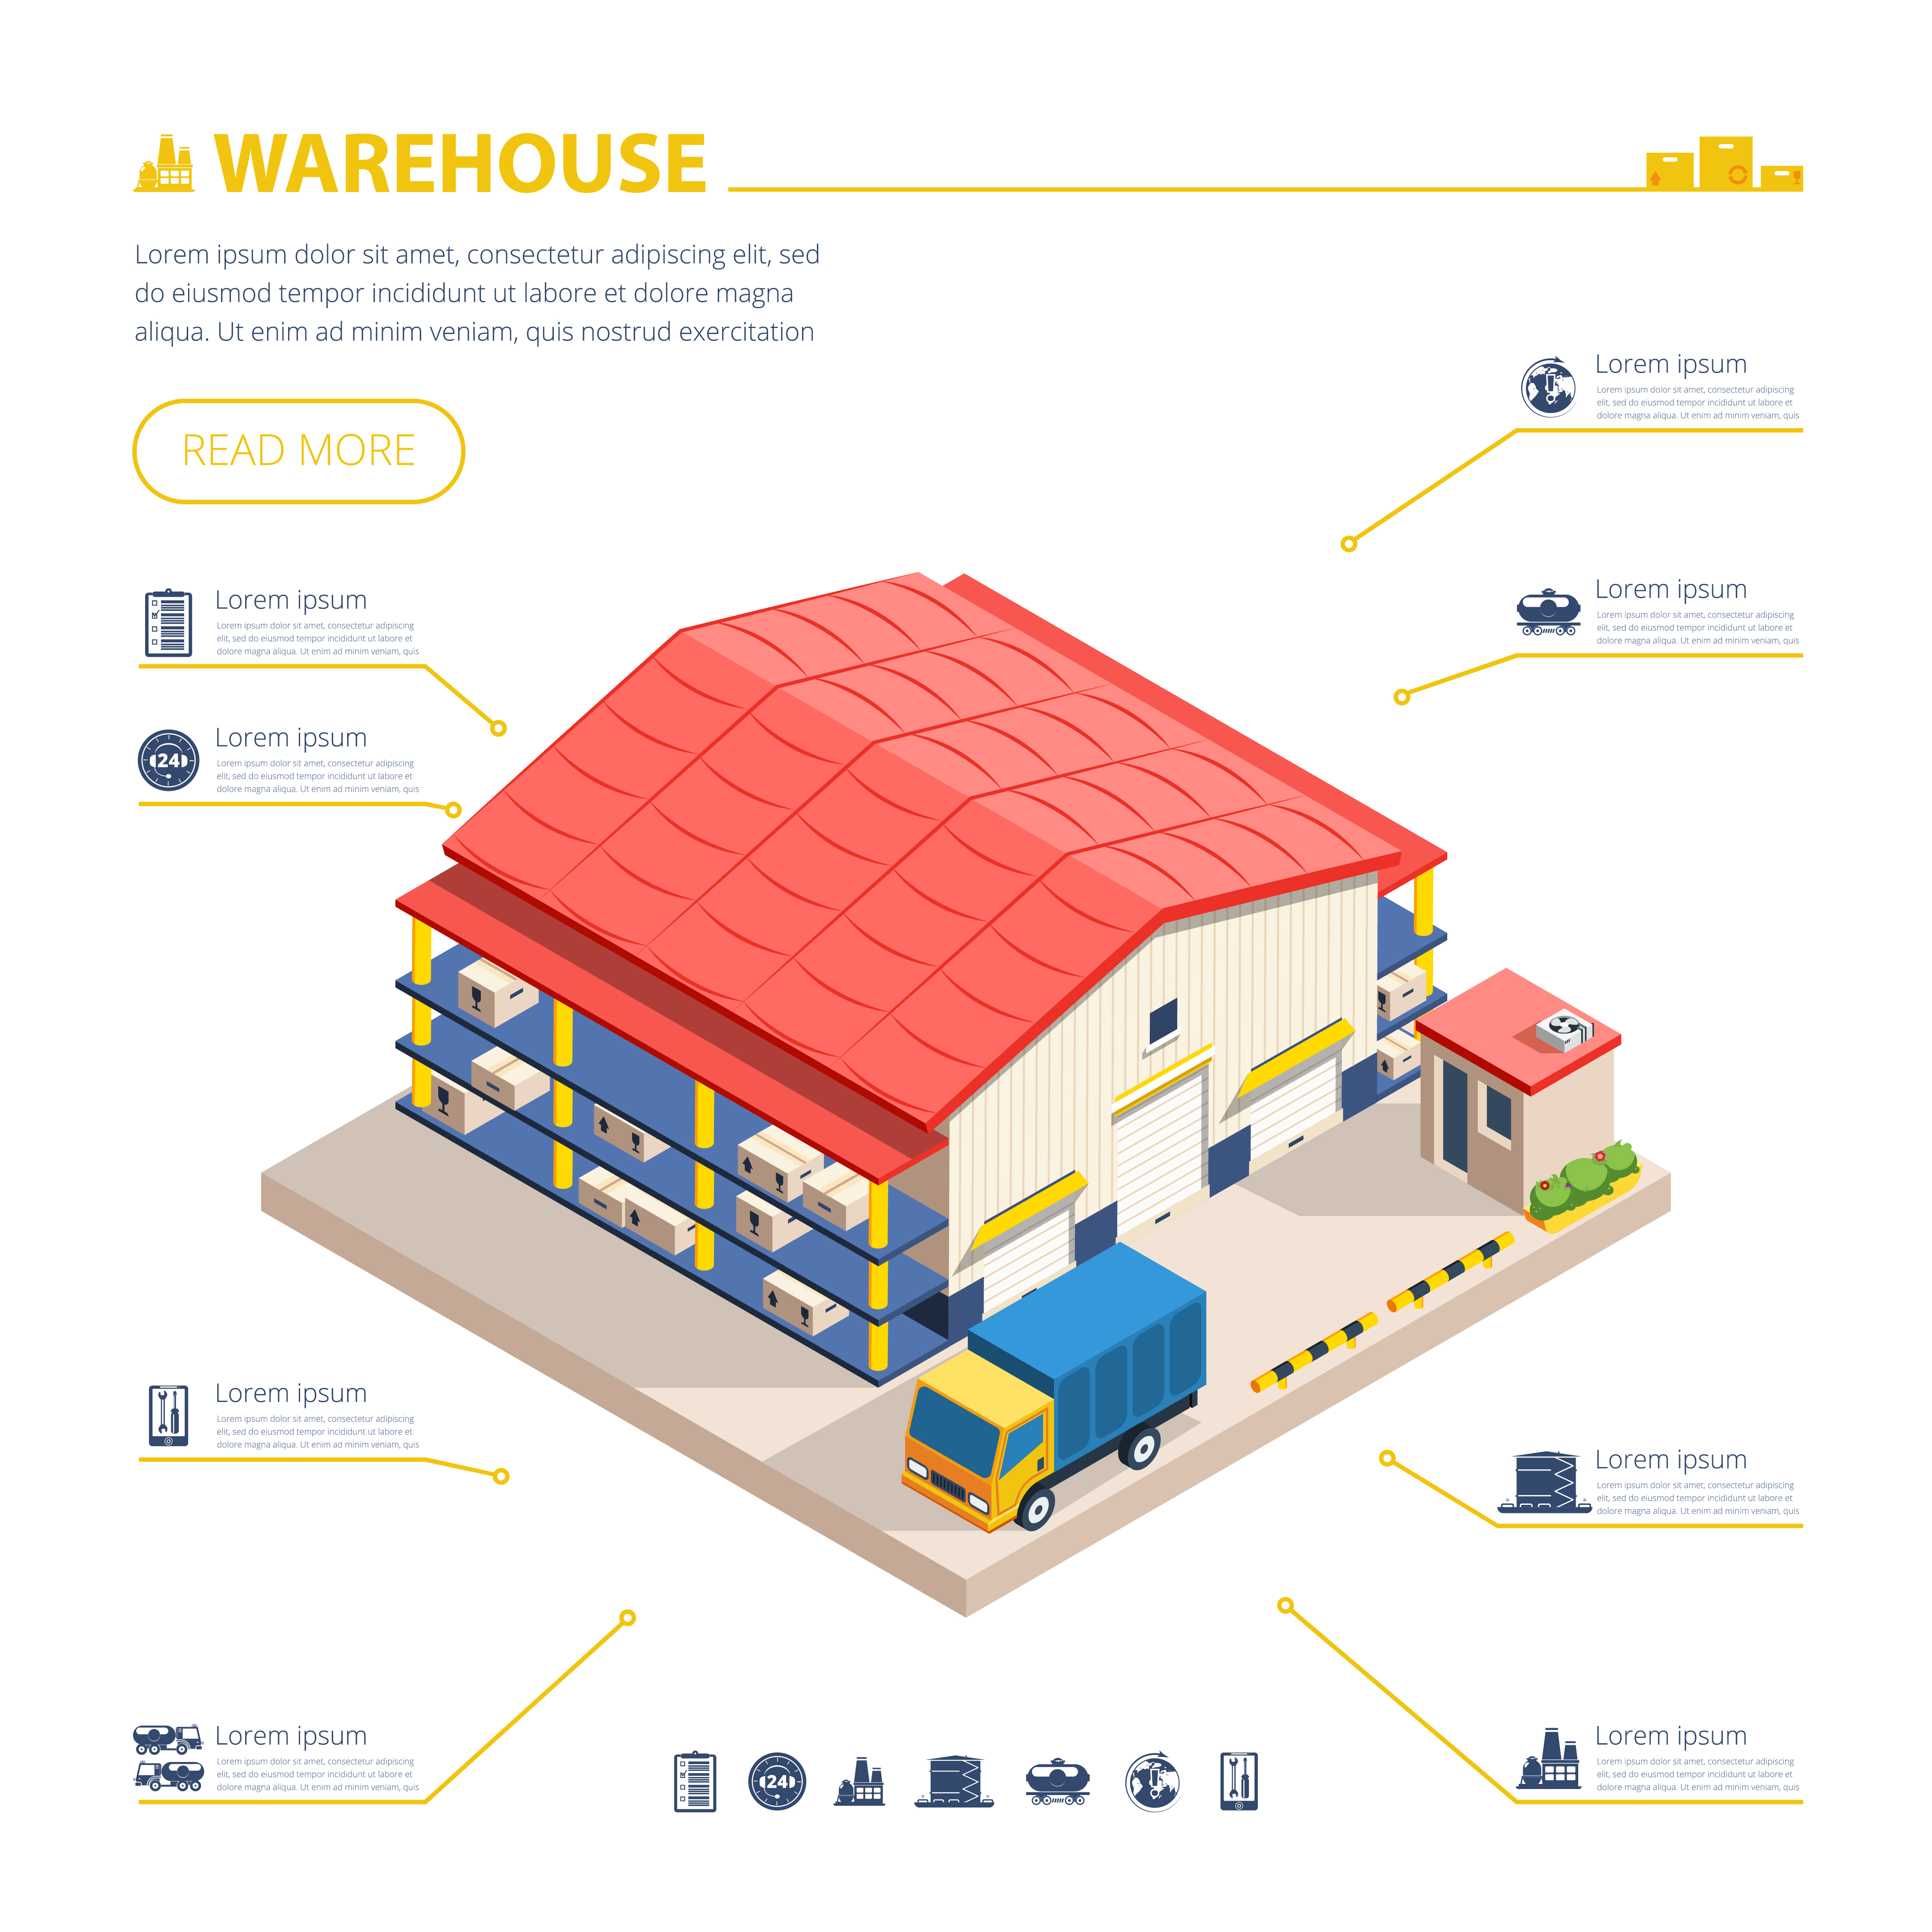 WAREHOUSE
Lorem ipsum dolor sit amet, consectetur adipiscing elit, sed
do eiusmod tempor incididunt ut labore et dolore magna
aliqua. Ut enim ad minim veniam, quis nostrud exercitation
READ MORE
Lorem ipsum
Lorem ipsum dolor sit amet, consectetur adipiscing
elit, sed do eiusmod tempor incididunt ut labore et
dolore magna aliqua. Ut enim ad minim veniam, quis
Lorem ipsum
Lorem ipsum dolor sit amet, consectetur adipiscing
elit, sed do eiusmod tempor incididunt ut labore et
dolore magna aliqua. Ut enim ad minim veniam, quis
Lorem ipsum
Lorem ipsum dolor sit amet, consectetur adipiscing
elit, sed do eiusmod tempor incididunt ut labore et
dolore magna aliqua. Ut enim ad minim veniam, quis
24
Lorem ipsum
Lorem ipsum dolor sit amet, consectetur adipiscing
elit, sed do eiusmod tempor incididunt ut labore et
dolore magna aliqua. Ut enim ad minim veniam, quis
Lorem ipsum
Lorem ipsum dolor sit amet, consectetur adipiscing
elit, sed do eiusmod tempor incididunt ut labore et
dolore magna aliqua. Ut enim ad minim veniam, quis
Lorem ipsum
Lorem ipsum dolor sit amet, consectetur adipiscing
elit, sed do eiusmod tempor incididunt ut labore et
dolore magna aliqua. Ut enim ad minim veniam, quis
Lorem ipsum
Lorem ipsum dolor sit amet, consectetur adipiscing
elit, sed do eiusmod tempor incididunt ut labore et
dolore magna aliqua. Ut enim ad minim veniam, quis
24
Lorem ipsum
Lorem ipsum dolor sit amet, consectetur adipiscing
elit, sed do eiusmod tempor incididunt ut labore et
dolore magna aliqua. Ut enim ad minim veniam, quis